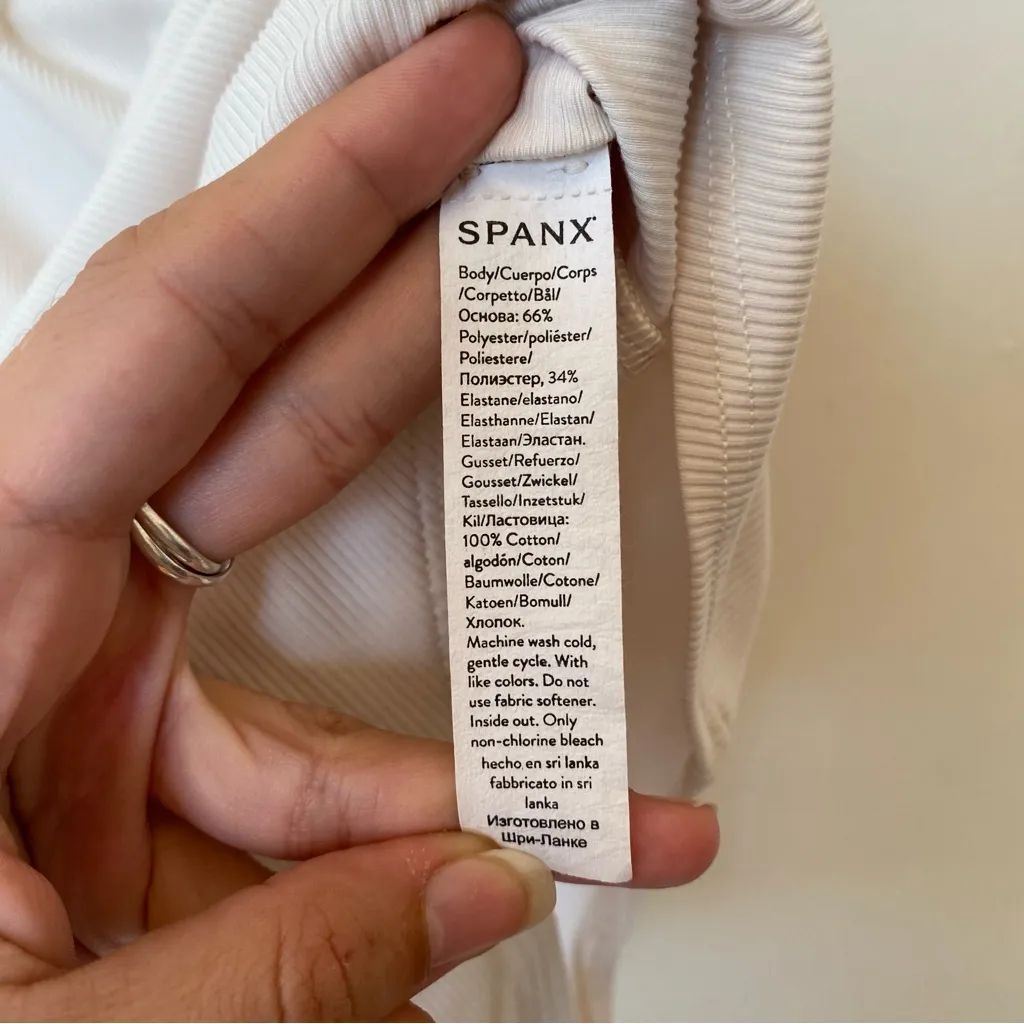 SPANX
Body/Cuerpo/Corps
/Corpetto/Bål/
Основа: 66%
Polyester/poliéster/
Poliestere/
Полиэстер, 34%
Elastane/elastano/
Elasthanne/Elastan/
Elastaan/Эластан.
Gusset/Refuerzo/
Gousset/Zwickel/
Tassello/Inzetstuk/
Kil/Ластовица:
100% Cotton/
algodón/Coton/
Baumwolle/Cotone/
Katoen/Bomull/
Хлопок.
Machine wash cold,
gentle cycle. With
like colors. Do not
use fabric softener.
Inside out. Only
non-chlorine bleach
hecho en sri lanka
fabbricato in sri
lanka
Изготовлено в
Шри-Ланке